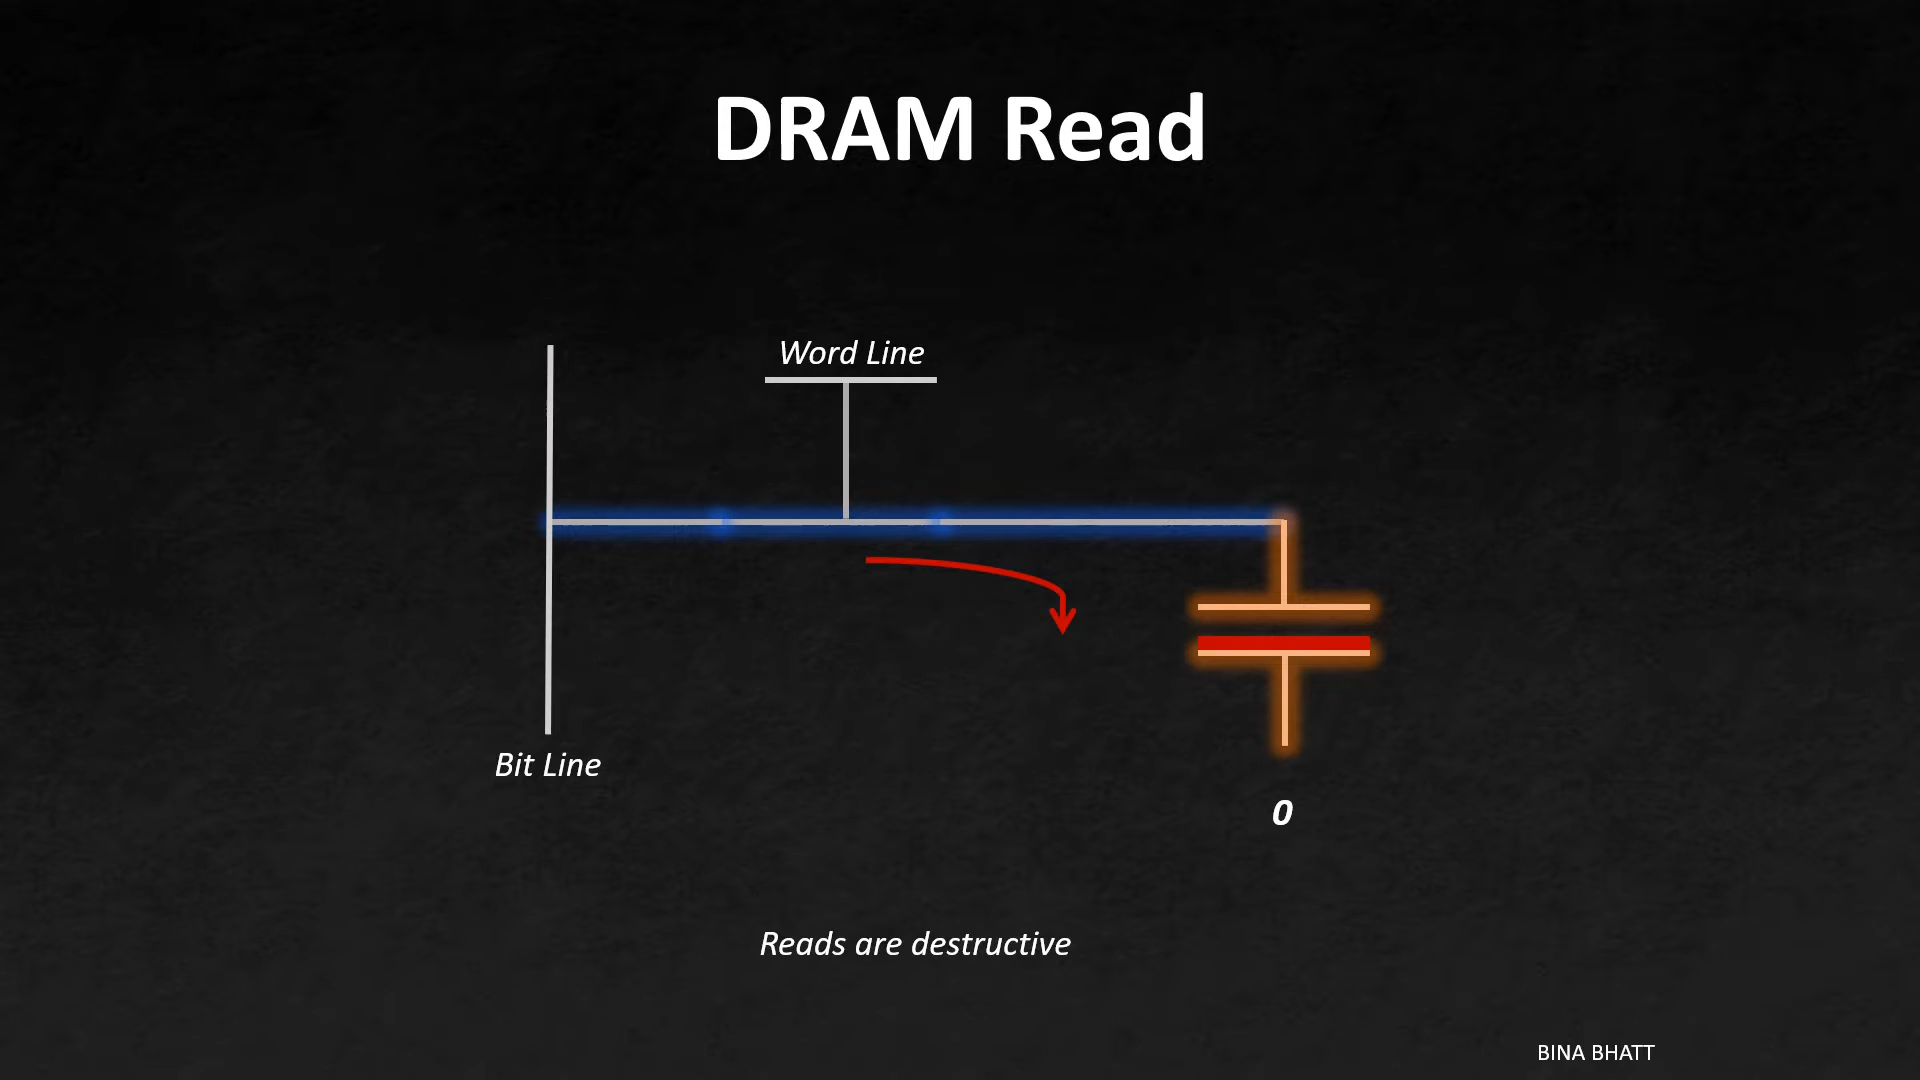 DRAM Read
Word Line
Bit Line
0
Reads are destructive
BINA BHATT